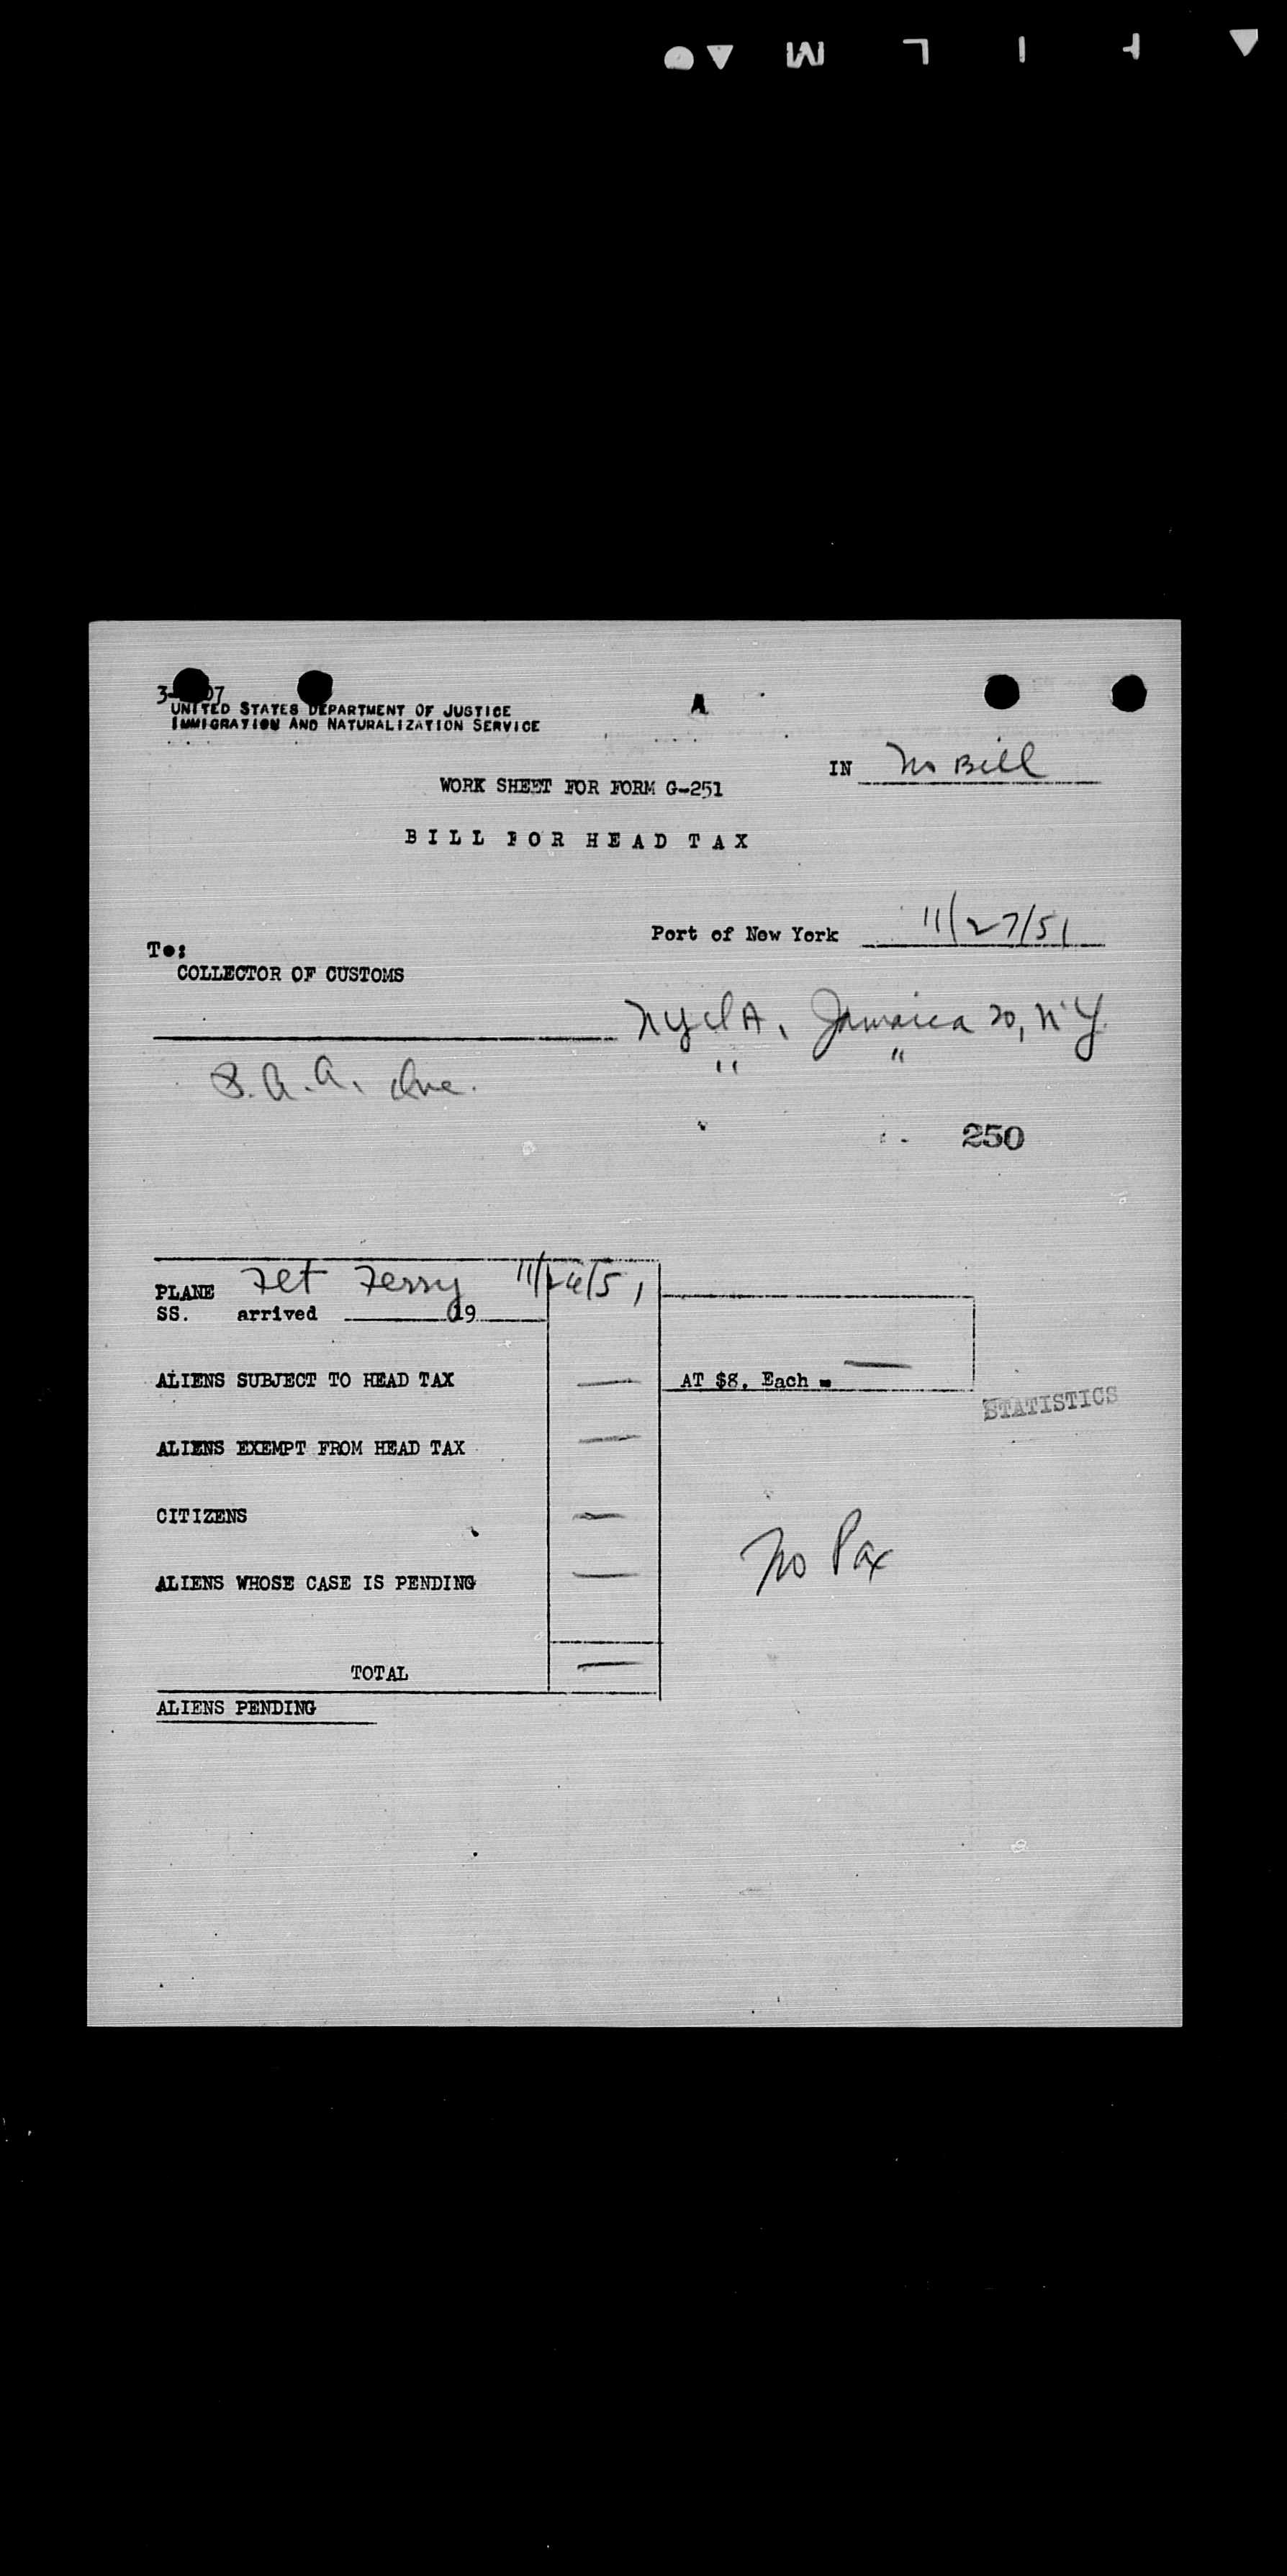 UNITED STATES DEPARTMENT OF JUSTICE
IMMIGRATION AND NATURALIZATION SERVICE
A
IN No Bill
WORK SHEET FOR FORM G-251
BILL FOR HEAD TAX
Port of New York 11/27/51
To:
COLLECTOR OF CUSTOMS
NYIA, Jamaica 20, N.Y.
" "
S.A.A. Inc.
250
PLANE Jet Ferry 11/26/51
SS. arrived 19
ALIENS SUBJECT TO HEAD TAX — AT $8. Each = —
STATISTICS
ALIENS EXEMPT FROM HEAD TAX —
CITIZENS —
No Pax
ALIENS WHOSE CASE IS PENDING —
TOTAL —
ALIENS PENDING